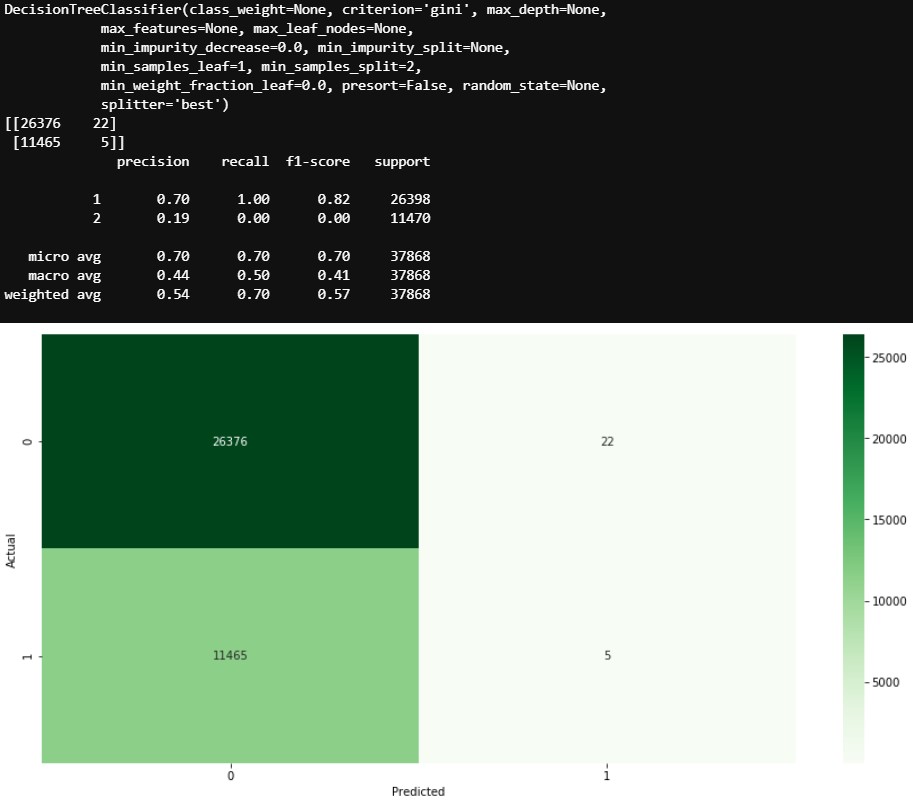 DecisionTreeClassifier(class_weight=None, criterion='gini', max_depth=None,
max_features=None, max_leaf_nodes=None,
min_impurity_decrease=0.0, min_impurity_split=None,
min_samples_leaf=1, min_samples_split=2,
min_weight_fraction_leaf=0.0, presort=False, random_state=None,
splitter='best')
[[26376 22]
[11465 5]]
precision recall f1-score support
1 0.70 1.00 0.82 26398
2 0.19 0.00 0.00 11470
micro avg 0.70 0.70 0.70 37868
macro avg 0.44 0.50 0.41 37868
weighted avg 0.54 0.70 0.57 37868
25000
20000
15000
10000
5000
0
26376 22
Actual
1
11465 5
0 1
Predicted